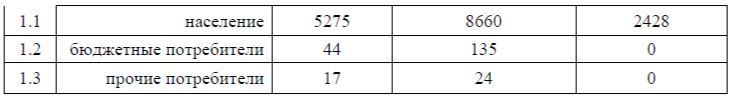 1.1 население 5275 8660 2428
1.2 бюджетные потребители 44 135 0
1.3 прочие потребители 17 24 0